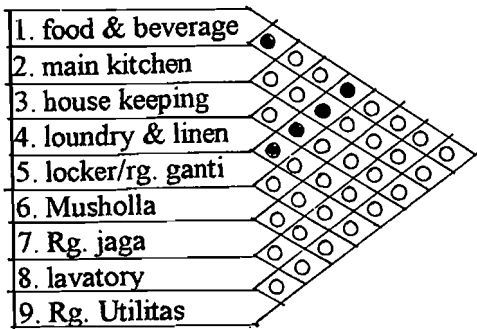 1. food & beverage
2. main kitchen
3. house keeping
4. loundry & linen
5. locker/rg. ganti
6. Musholla
7. Rg. jaga
8. lavatory
9. Rg. Utilitas